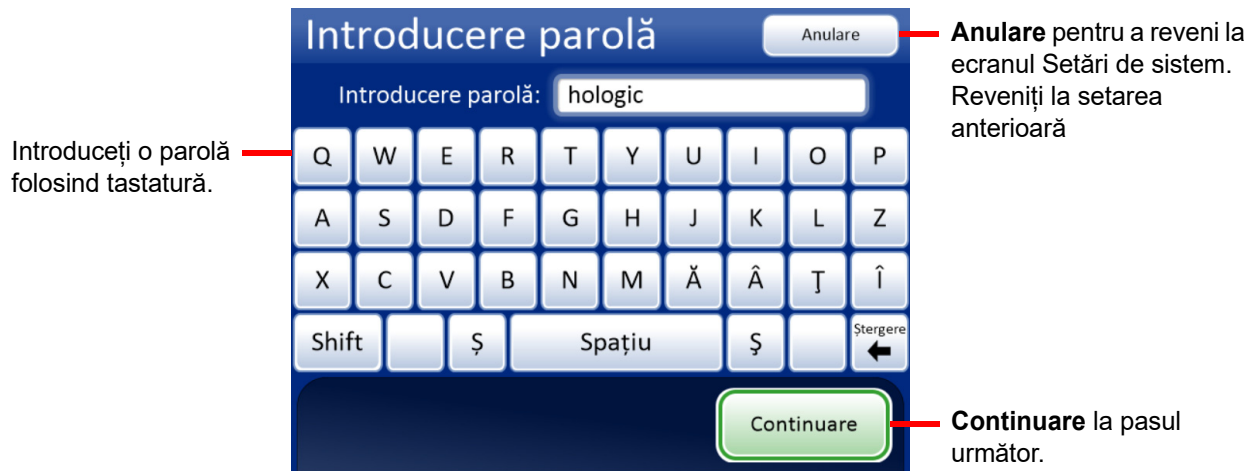 Introducere parolă
Anulare
Introducere parolă: hologic
Q W E R T Y U I O P
A S D F G H J K L Z
X C V B N M Ă Â Ţ Î
Shift Ș Spațiu Ş Ștergere
Continuare
Introduceți o parolă
folosind tastatură.
Anulare pentru a reveni la
ecranul Setări de sistem.
Reveniți la setarea
anterioară
Continuare la pasul
următor.